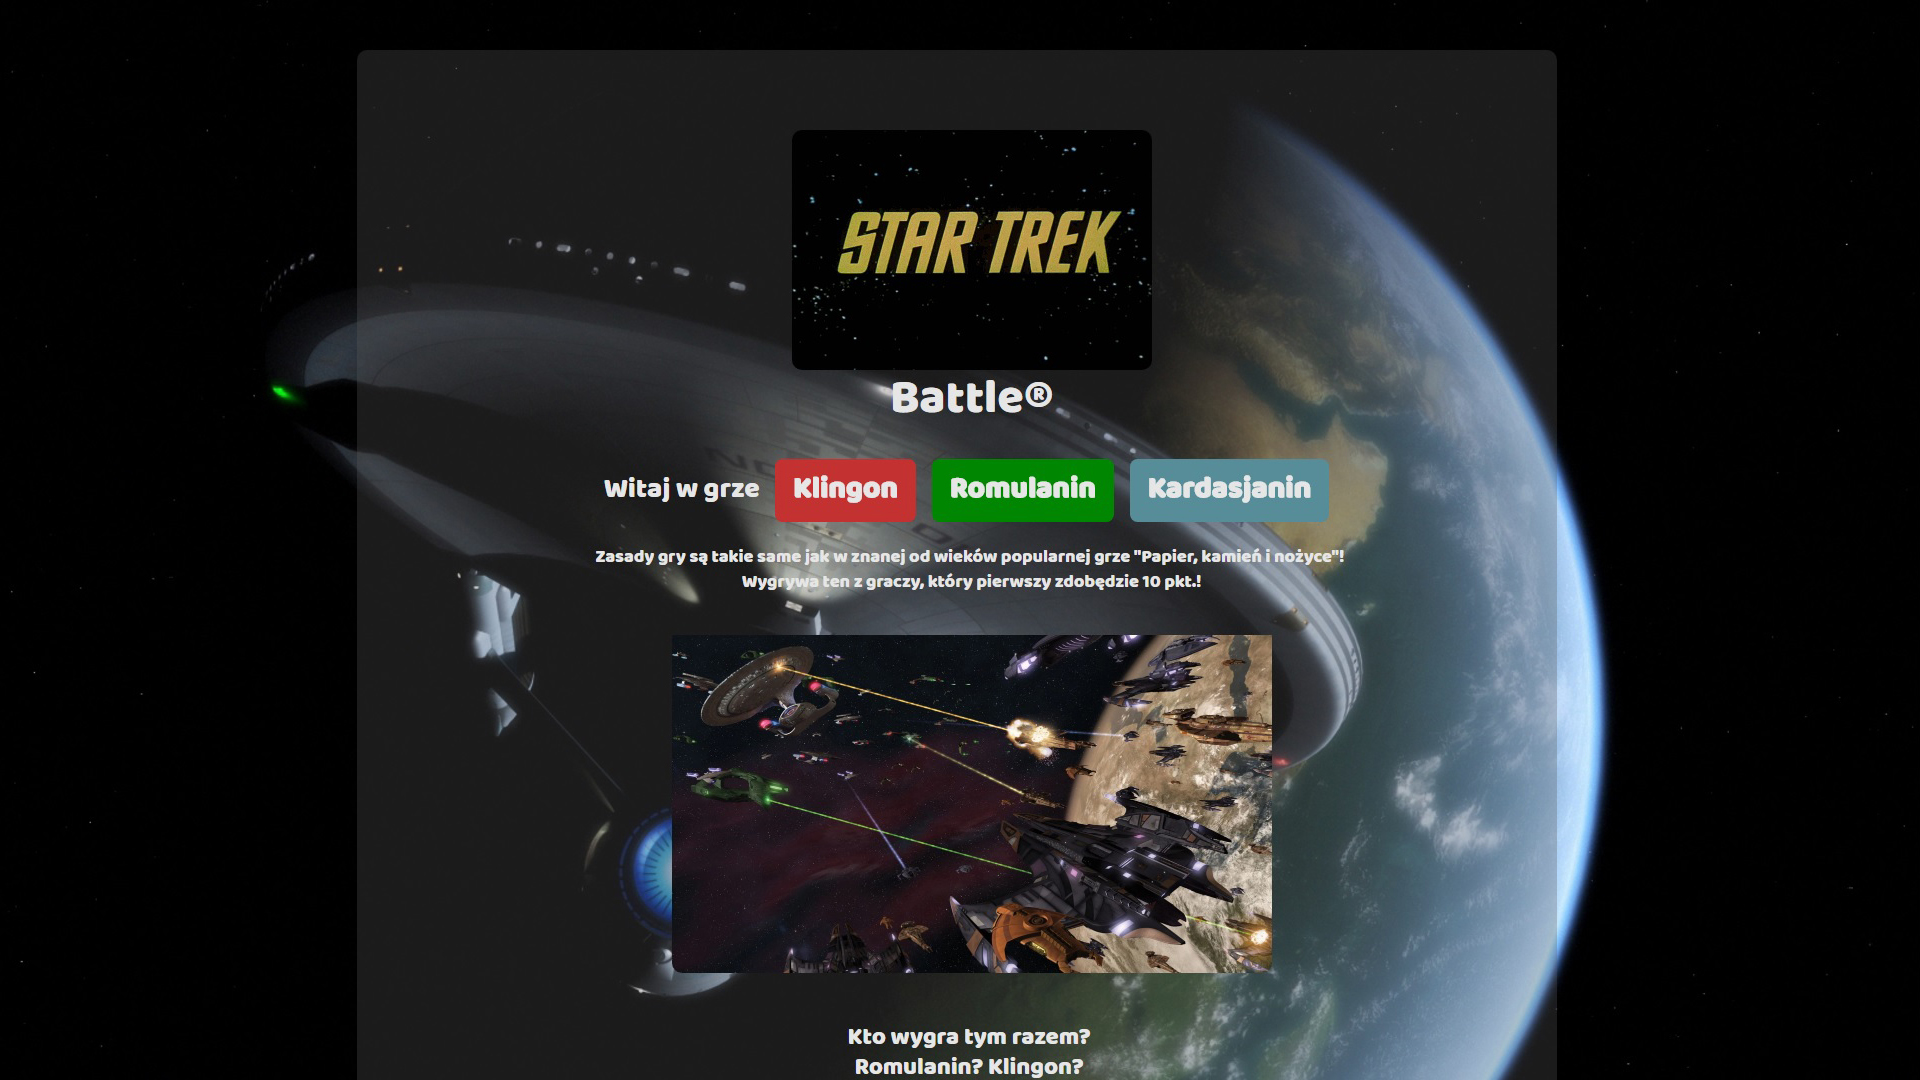 STAR TREK
Battle®
Witaj w grze Klingon Romulanin Kardasjanin
Zasady gry są takie same jak w znanej od wieków popularnej grze "Papier, kamień i nożyce"!
Wygrywa ten z graczy, który pierwszy zdobędzie 10 pkt.!
Kto wygra tym razem?
Romulanin? Klingon?